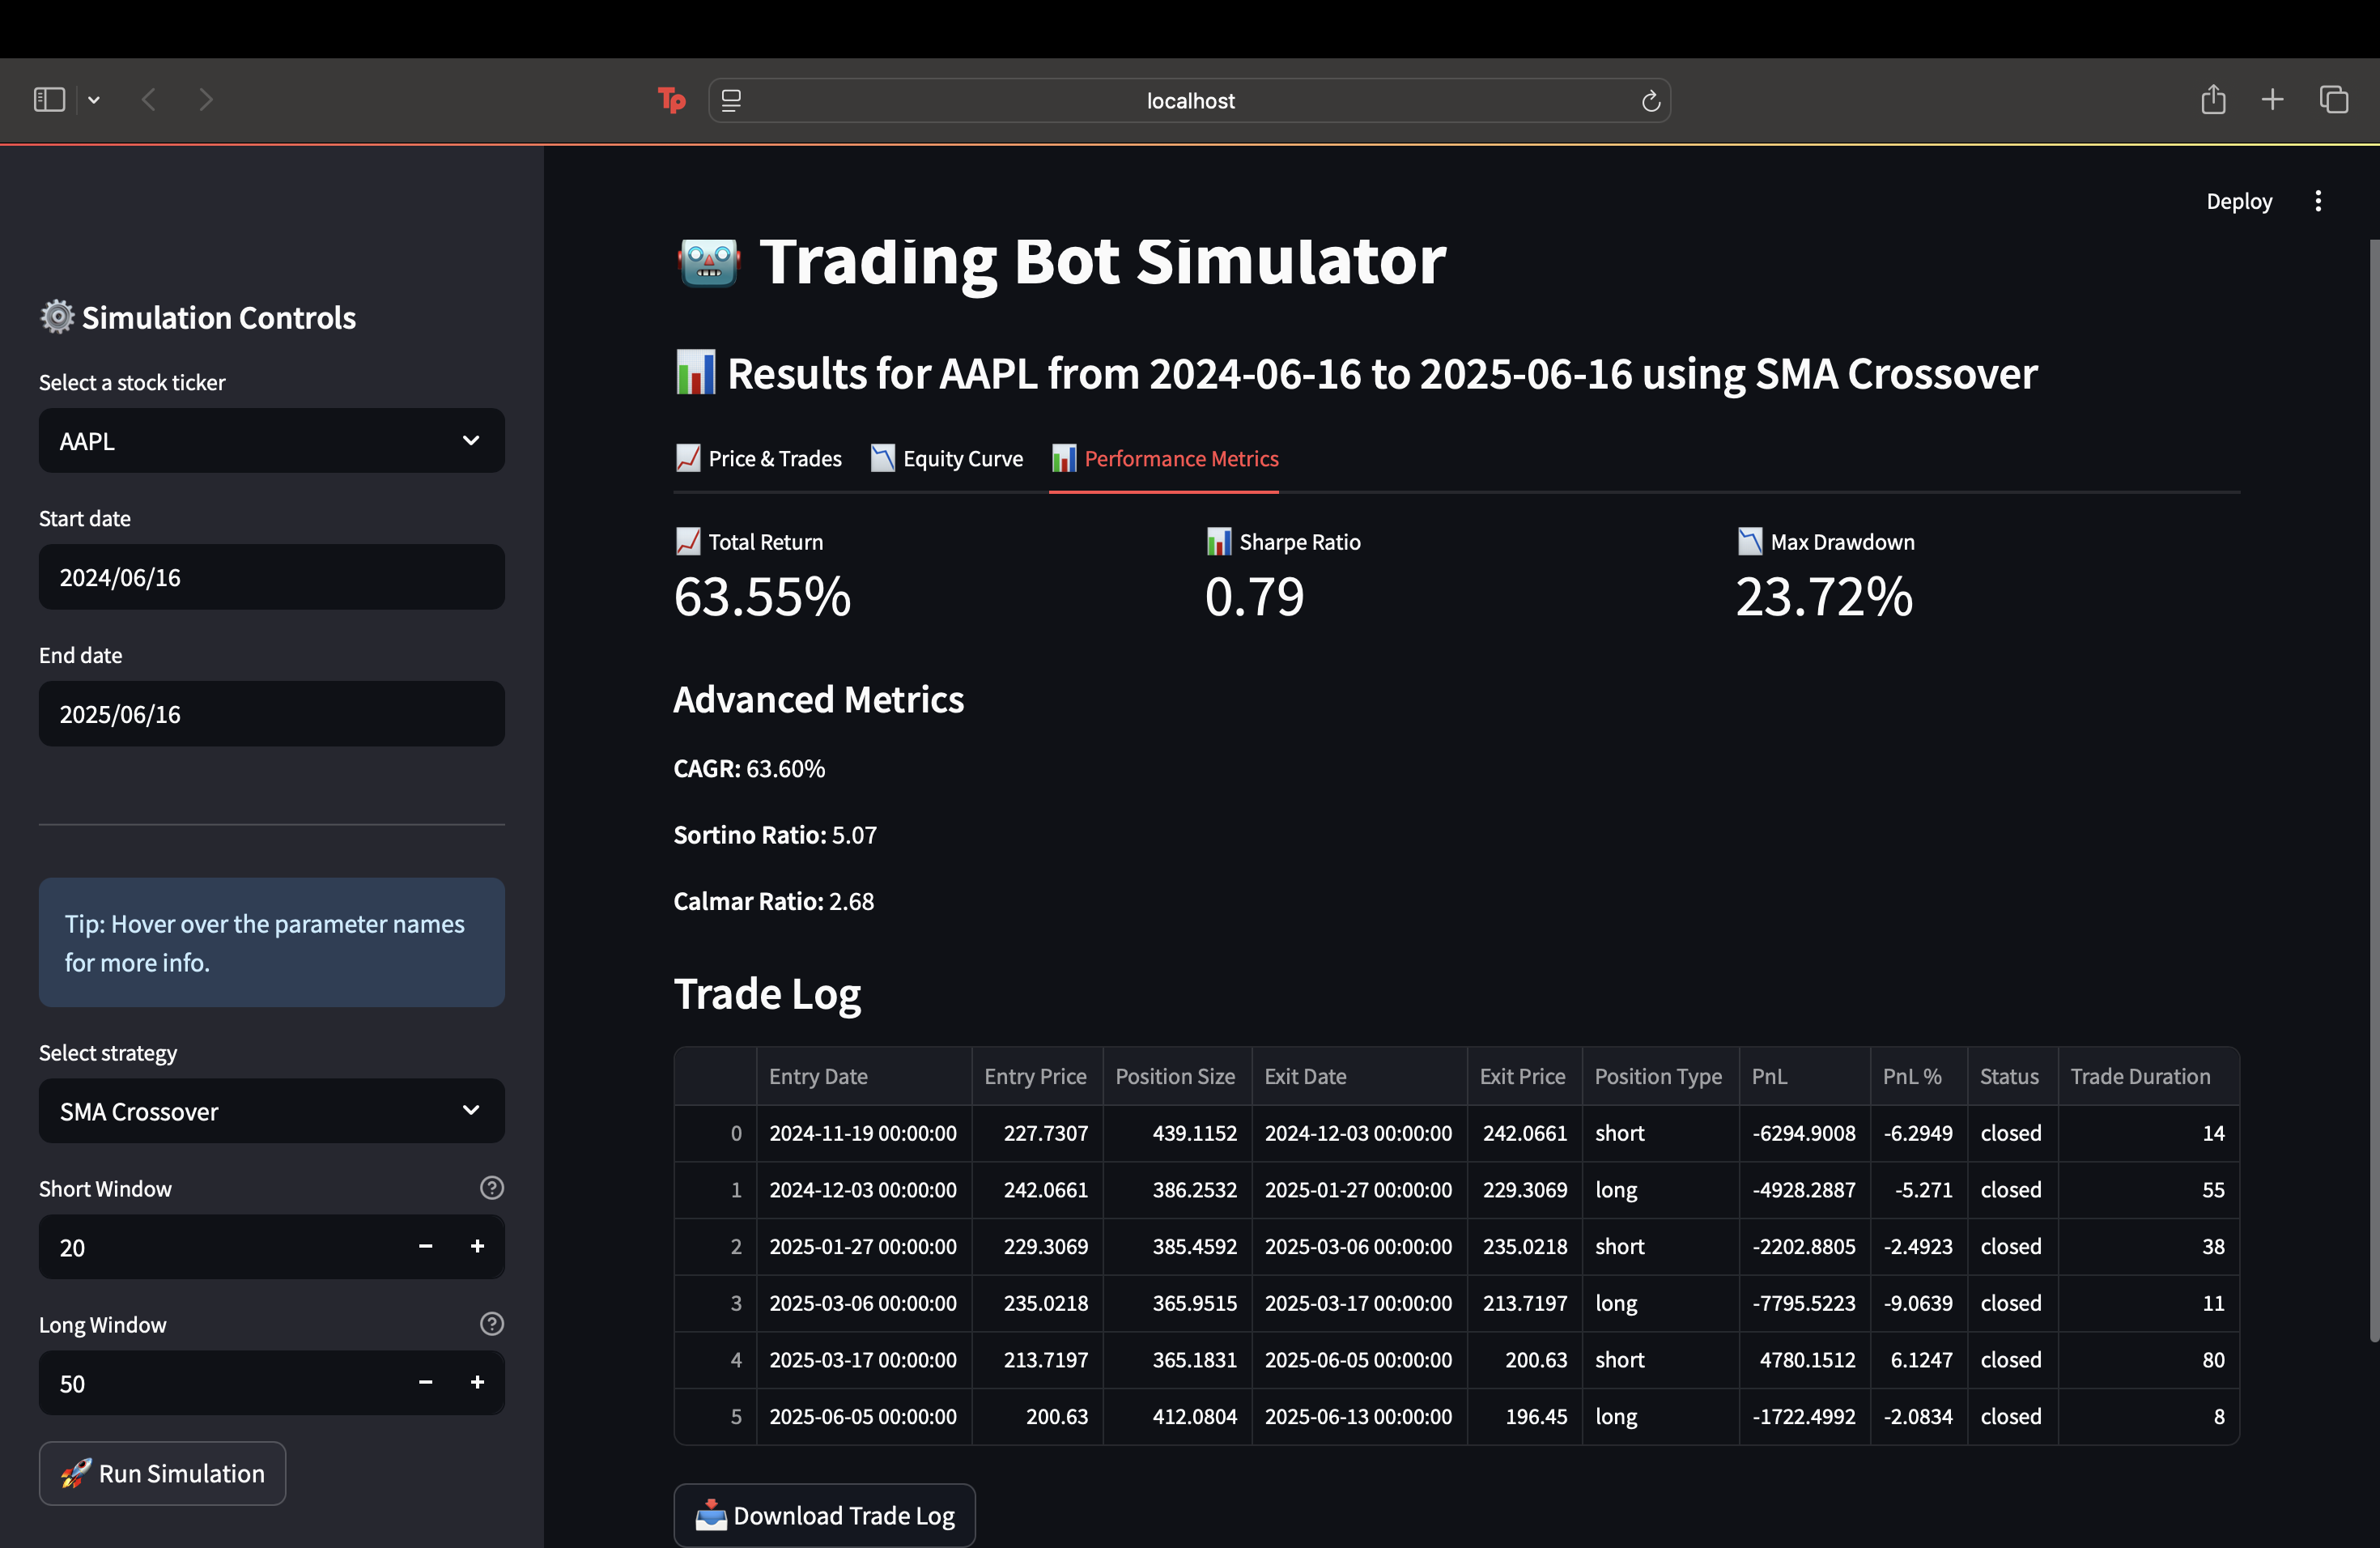 Tp
localhost
Deploy
Simulation Controls
Select a stock ticker
AAPL
Start date
2024/06/16
End date
2025/06/16
Tip: Hover over the parameter names
for more info.
Select strategy
SMA Crossover
Short Window
20
Long Window
50
Run Simulation
Trading Bot Simulator
Results for AAPL from 2024-06-16 to 2025-06-16 using SMA Crossover
Price & Trades Equity Curve Performance Metrics
Total Return Sharpe Ratio Max Drawdown
63.55% 0.79 23.72%
Advanced Metrics
CAGR: 63.60%
Sortino Ratio: 5.07
Calmar Ratio: 2.68
Trade Log
Entry Date Entry Price Position Size Exit Date Exit Price Position Type PnL PnL % Status Trade Duration
0 2024-11-19 00:00:00 227.7307 439.1152 2024-12-03 00:00:00 242.0661 short -6294.9008 -6.2949 closed 14
1 2024-12-03 00:00:00 242.0661 386.2532 2025-01-27 00:00:00 229.3069 long -4928.2887 -5.271 closed 55
2 2025-01-27 00:00:00 229.3069 385.4592 2025-03-06 00:00:00 235.0218 short -2202.8805 -2.4923 closed 38
3 2025-03-06 00:00:00 235.0218 365.9515 2025-03-17 00:00:00 213.7197 long -7795.5223 -9.0639 closed 11
4 2025-03-17 00:00:00 213.7197 365.1831 2025-06-05 00:00:00 200.63 short 4780.1512 6.1247 closed 80
5 2025-06-05 00:00:00 200.63 412.0804 2025-06-13 00:00:00 196.45 long -1722.4992 -2.0834 closed 8
Download Trade Log